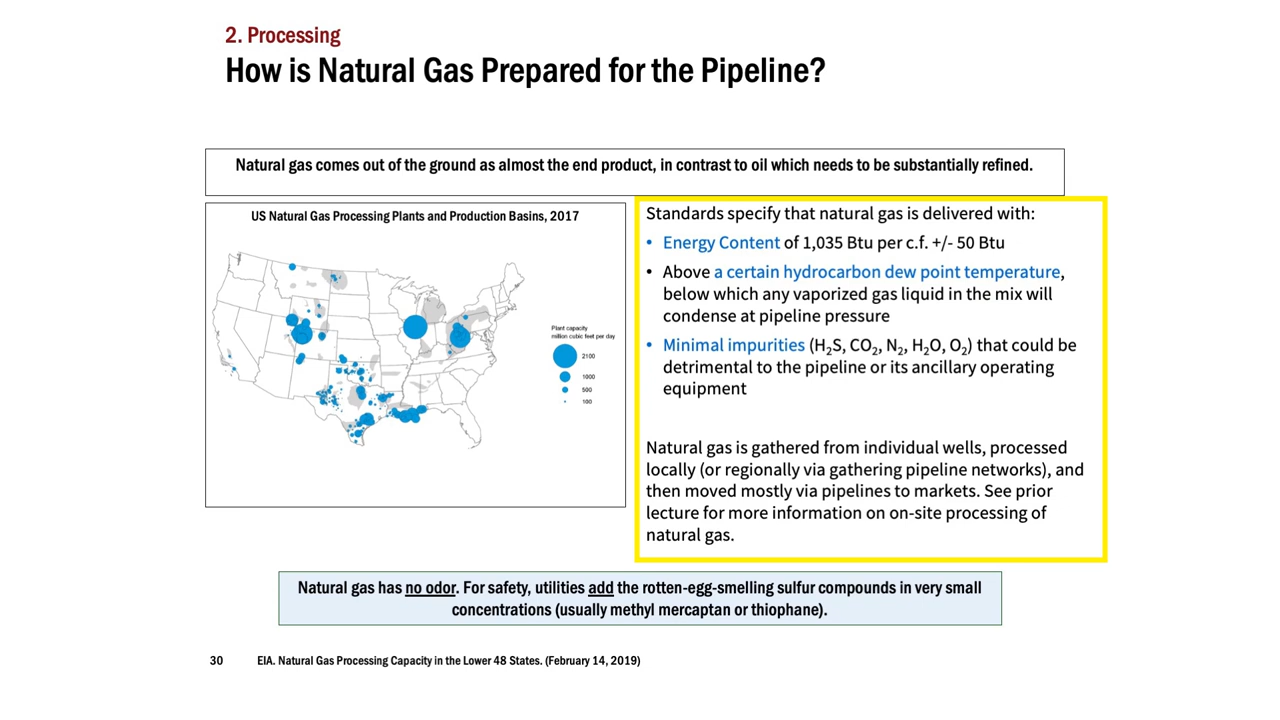 2. Processing
How is Natural Gas Prepared for the Pipeline?
Natural gas comes out of the ground as almost the end product, in contrast to oil which needs to be substantially refined.
US Natural Gas Processing Plants and Production Basins, 2017
Plant capacity
million cubic feet per day
2100
1000
500
100
Standards specify that natural gas is delivered with:
• Energy Content of 1,035 Btu per c.f. +/- 50 Btu
• Above a certain hydrocarbon dew point temperature,
below which any vaporized gas liquid in the mix will
condense at pipeline pressure
• Minimal impurities (H₂S, CO₂, N₂, H₂O, O₂) that could be
detrimental to the pipeline or its ancillary operating
equipment
Natural gas is gathered from individual wells, processed
locally (or regionally via gathering pipeline networks), and
then moved mostly via pipelines to markets. See prior
lecture for more information on on-site processing of
natural gas.
Natural gas has no odor. For safety, utilities add the rotten-egg-smelling sulfur compounds in very small
concentrations (usually methyl mercaptan or thiophane).
30 EIA. Natural Gas Processing Capacity in the Lower 48 States. (February 14, 2019)